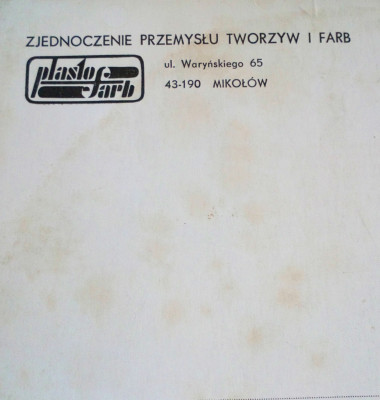 ZJEDNOCZENIE PRZEMYSŁU TWORZYW I FARB
plasto farb
ul. Waryńskiego 65
43-190 MIKOŁÓW